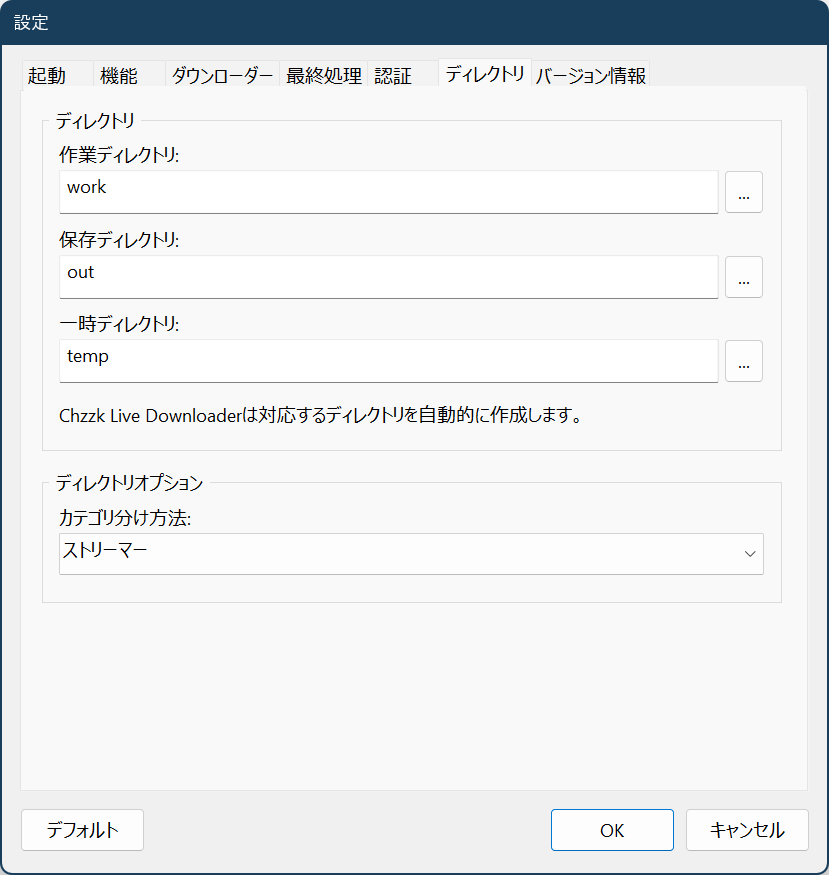 設定
起動 機能 ダウンローダー 最終処理 認証 ディレクトリ バージョン情報
ディレクトリ
作業ディレクトリ:
work ...
保存ディレクトリ:
out ...
一時ディレクトリ:
temp ...
Chzzk Live Downloaderは対応するディレクトリを自動的に作成します。
ディレクトリオプション
カテゴリ分け方法:
ストリーマー
デフォルト OK キャンセル